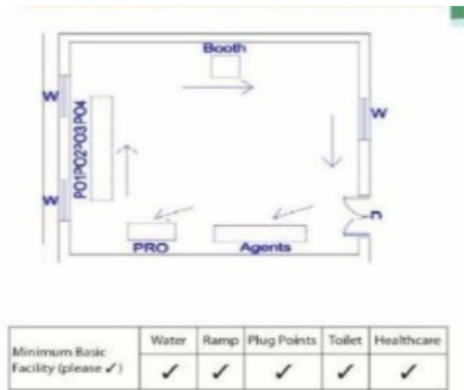 Booth
W
W
PO1PO2PO3PO4
W
D
PRO
Agents
Minimum Basic Facility (please ✓)
Water
Ramp
Plug Points
Toilet
Healthcare
✓ ✓ ✓ ✓ ✓